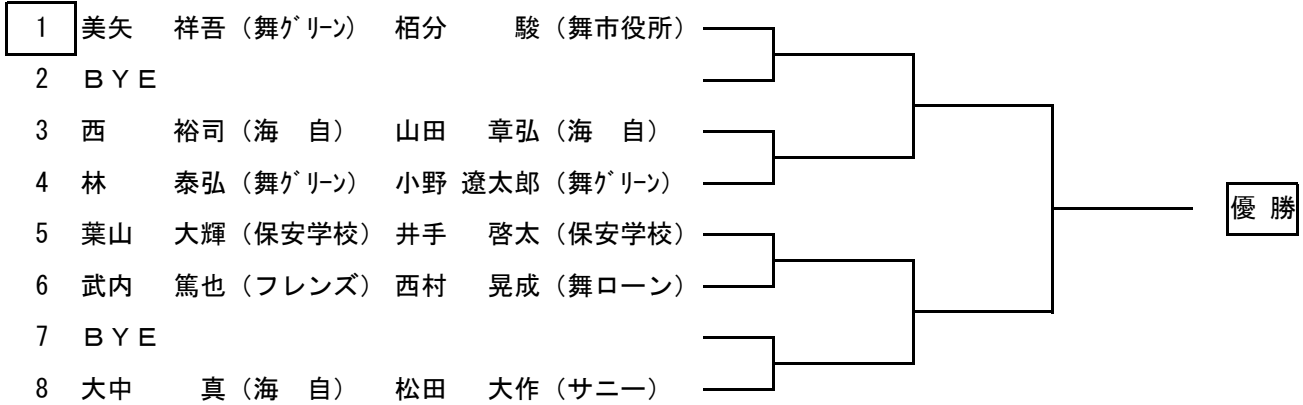 1 美矢 祥吾（舞ｸﾞﾘｰﾝ） 栢分 駿（舞市役所）
2 ＢＹＥ
3 西 裕司（海 自） 山田 章弘（海 自）
4 林 泰弘（舞ｸﾞﾘｰﾝ） 小野 遼太郎（舞ｸﾞﾘｰﾝ）
優 勝
5 葉山 大輝（保安学校） 井手 啓太（保安学校）
6 武内 篤也（フレンズ） 西村 晃成（舞ローン）
7 ＢＹＥ
8 大中 真（海 自） 松田 大作（サニー）